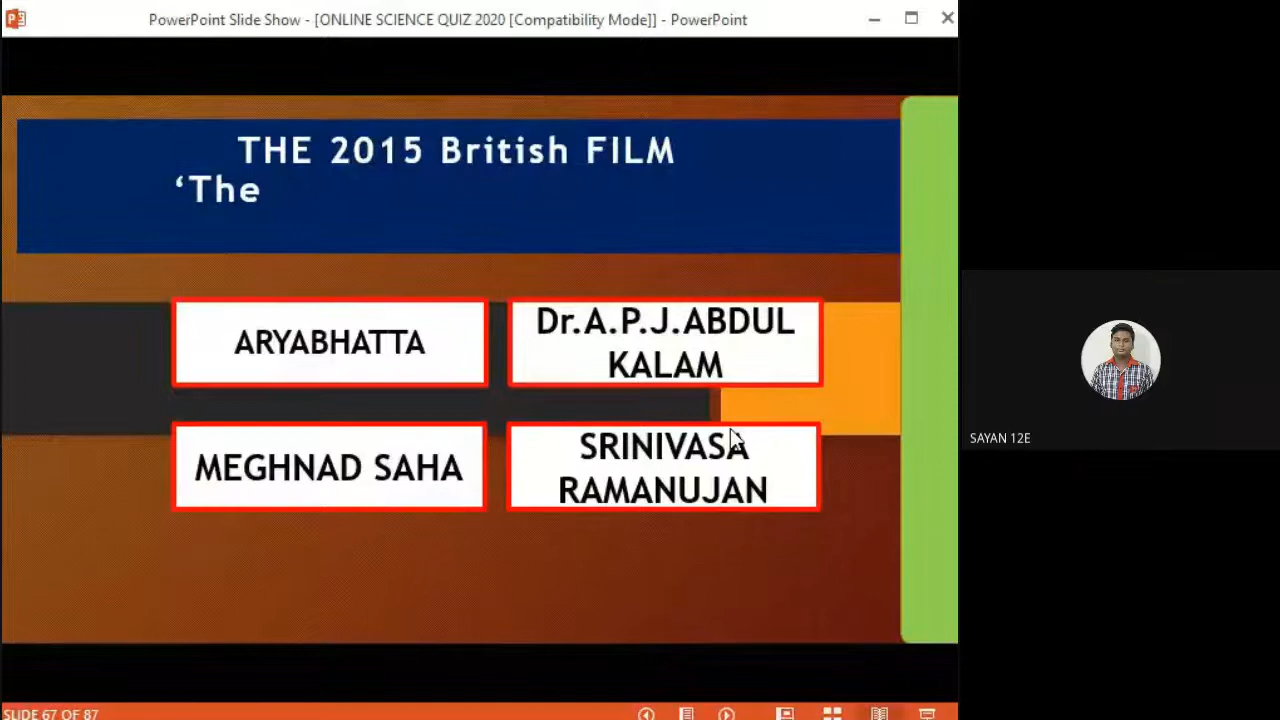 PowerPoint Slide Show - [ONLINE SCIENCE QUIZ 2020 [Compatibility Mode]] - PowerPoint
THE 2015 British FILM
‘The
ARYABHATTA
Dr.A.P.J.ABDUL
KALAM
MEGHNAD SAHA
SRINIVASA
RAMANUJAN
SAYAN 12E
SLIDE 67 OF 87